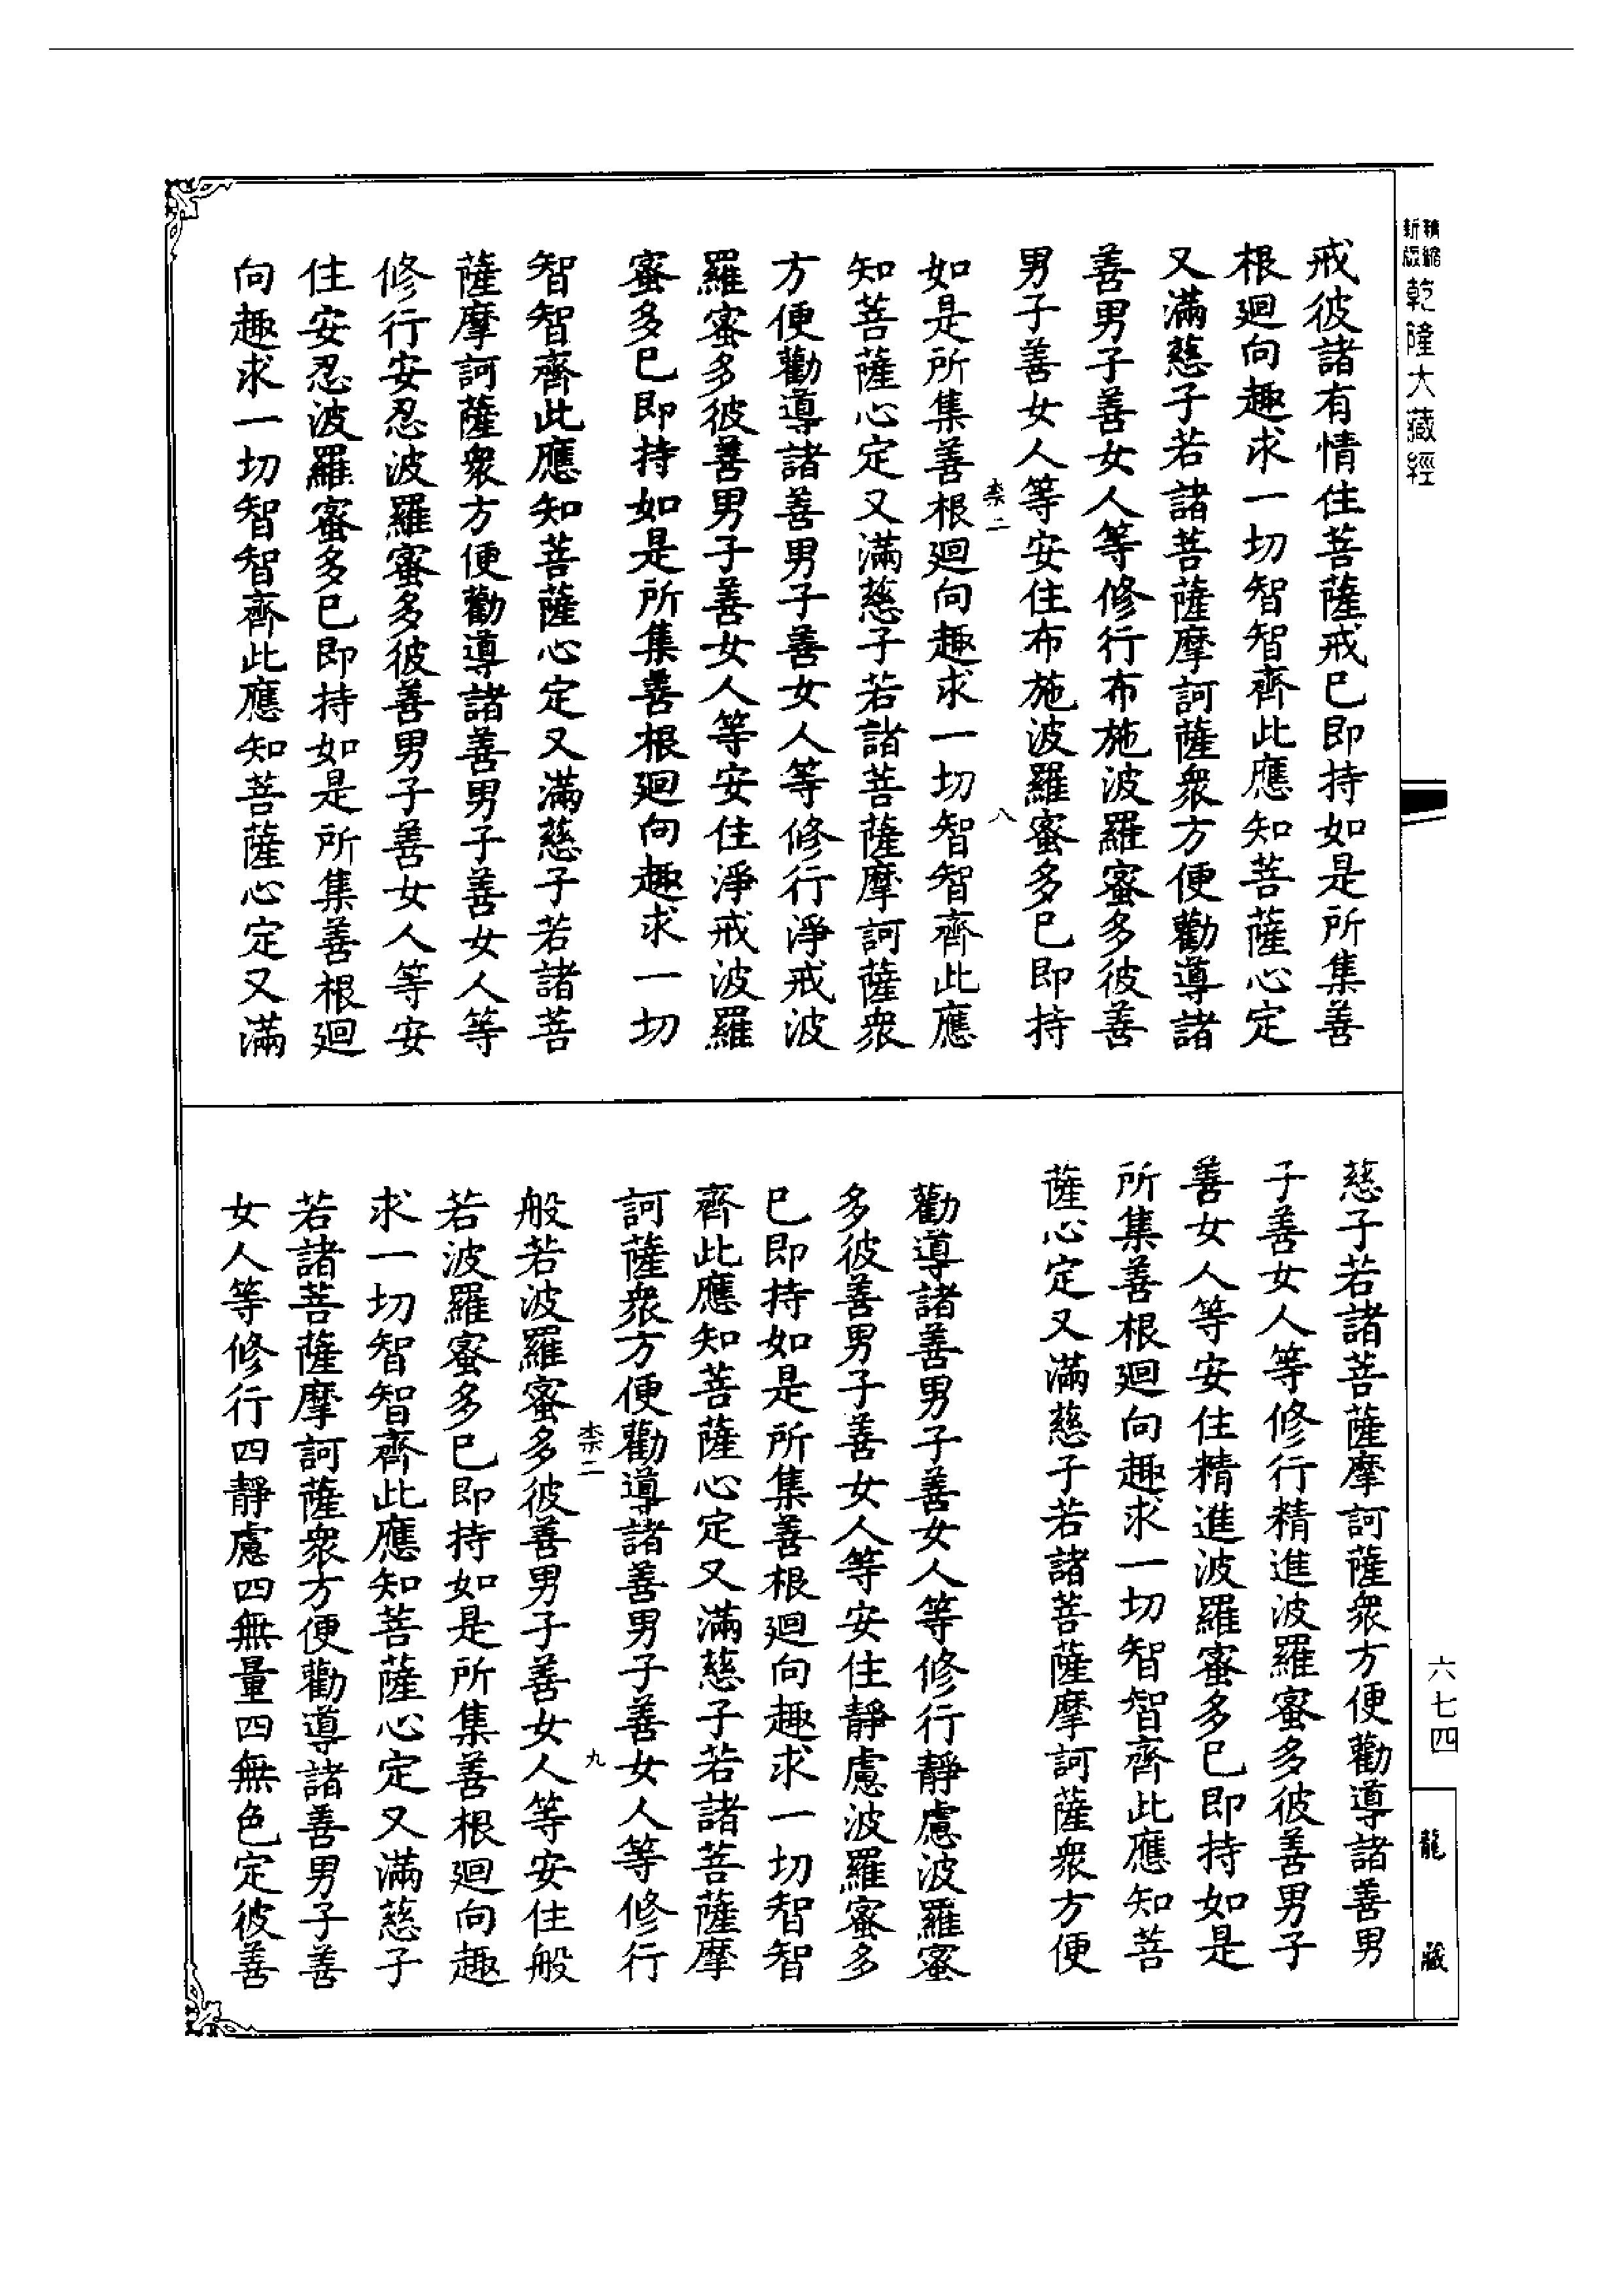 精縮
新版
乾隆大藏經
戒彼諸有情住菩薩戒巳即持如是所集善
根迴向趣求一切智智齊此應知菩薩心定
又滿慈子若諸菩薩摩訶薩衆方便勸導諸
善男子善女人等修行布施波羅蜜多彼善
男子善女人等安住布施波羅蜜多巳即持
柰二
八
如是所集善根迴向趣求一切智智齊此應
知菩薩心定又滿慈子若諸菩薩摩訶薩衆
方便勸導諸善男子善女人等修行淨戒波
羅蜜多彼善男子善女人等安住淨戒波羅
蜜多巳即持如是所集善根迴向趣求一切
智智齊此應知菩薩心定又滿慈子若諸菩
薩摩訶薩衆方便勸導諸善男子善女人等
修行安忍波羅蜜多彼善男子善女人等安
住安忍波羅蜜多巳即持如是所集善根迴
向趣求一切智智齊此應知菩薩心定又滿
慈子若諸菩薩摩訶薩衆方便勸導諸善男
子善女人等修行精進波羅蜜多彼善男子
善女人等安住精進波羅蜜多巳即持如是
所集善根迴向趣求一切智智齊此應知菩
薩心定又滿慈子若諸菩薩摩訶薩衆方便
勸導諸善男子善女人等修行靜慮波羅蜜
多彼善男子善女人等安住靜慮波羅蜜多
巳即持如是所集善根迴向趣求一切智智
齊此應知菩薩心定又滿慈子若諸菩薩摩
訶薩衆方便勸導諸善男子善女人等修行
柰二
九
般若波羅蜜多彼善男子善女人等安住般
若波羅蜜多巳即持如是所集善根迴向趣
求一切智智齊此應知菩薩心定又滿慈子
若諸菩薩摩訶薩衆方便勸導諸善男子善
女人等修行四靜慮四無量四無色定彼善
六七四
龍藏